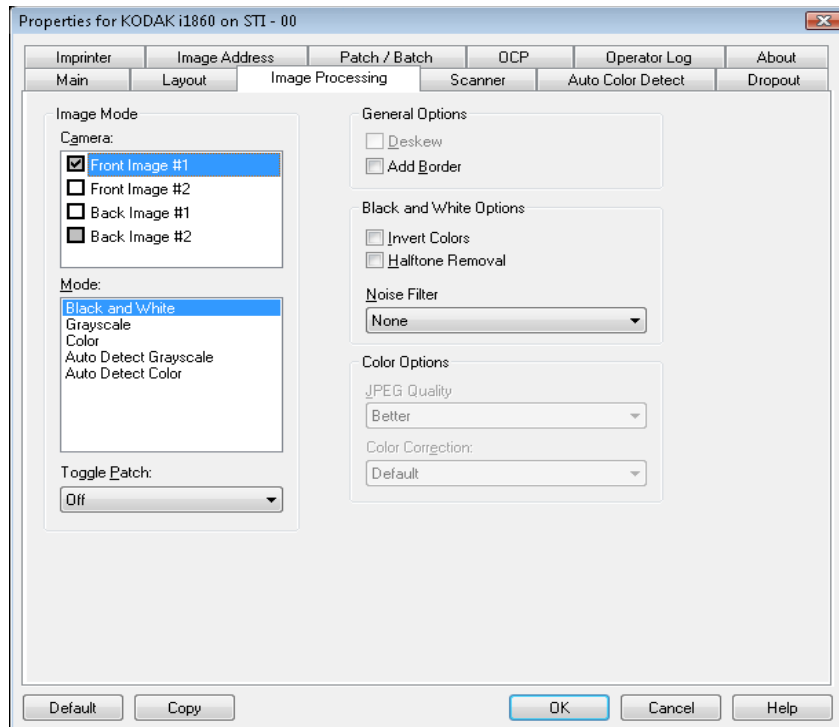 Properties for KODAK i1860 on STI - 00
Imprinter Image Address Patch / Batch OCP Operator Log About
Main Layout Image Processing Scanner Auto Color Detect Dropout
Image Mode
Camera:
Front Image #1
Front Image #2
Back Image #1
Back Image #2
Mode:
Black and White
Grayscale
Color
Auto Detect Grayscale
Auto Detect Color
Toggle Patch:
Off
General Options
Deskew
Add Border
Black and White Options
Invert Colors
Halftone Removal
Noise Filter
None
Color Options
JPEG Quality
Better
Color Correction:
Default
Default Copy OK Cancel Help